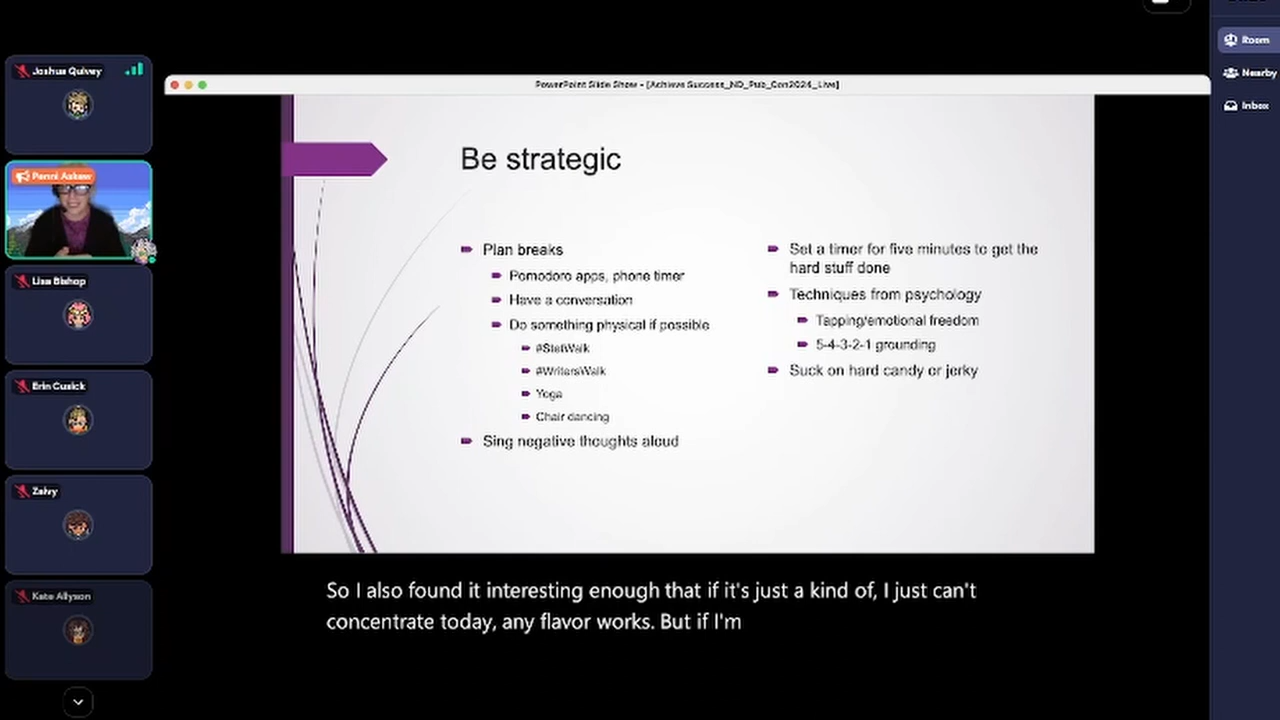 Joshua Quivey
Penni Askew
Lisa Bishop
Erin Cusick
Zelvy
Kate Allyson
PowerPoint Slide Show - [Achieve Success_ND_Pub_Con2024_Live]
Be strategic
Plan breaks
Pomodoro apps, phone timer
Have a conversation
Do something physical if possible
#StetWalk
#WritersWalk
Yoga
Chair dancing
Sing negative thoughts aloud
Set a timer for five minutes to get the
hard stuff done
Techniques from psychology
Tapping/emotional freedom
5-4-3-2-1 grounding
Suck on hard candy or jerky
So I also found it interesting enough that if it's just a kind of, I just can't
concentrate today, any flavor works. But if I'm
Room
Nearby
Inbox